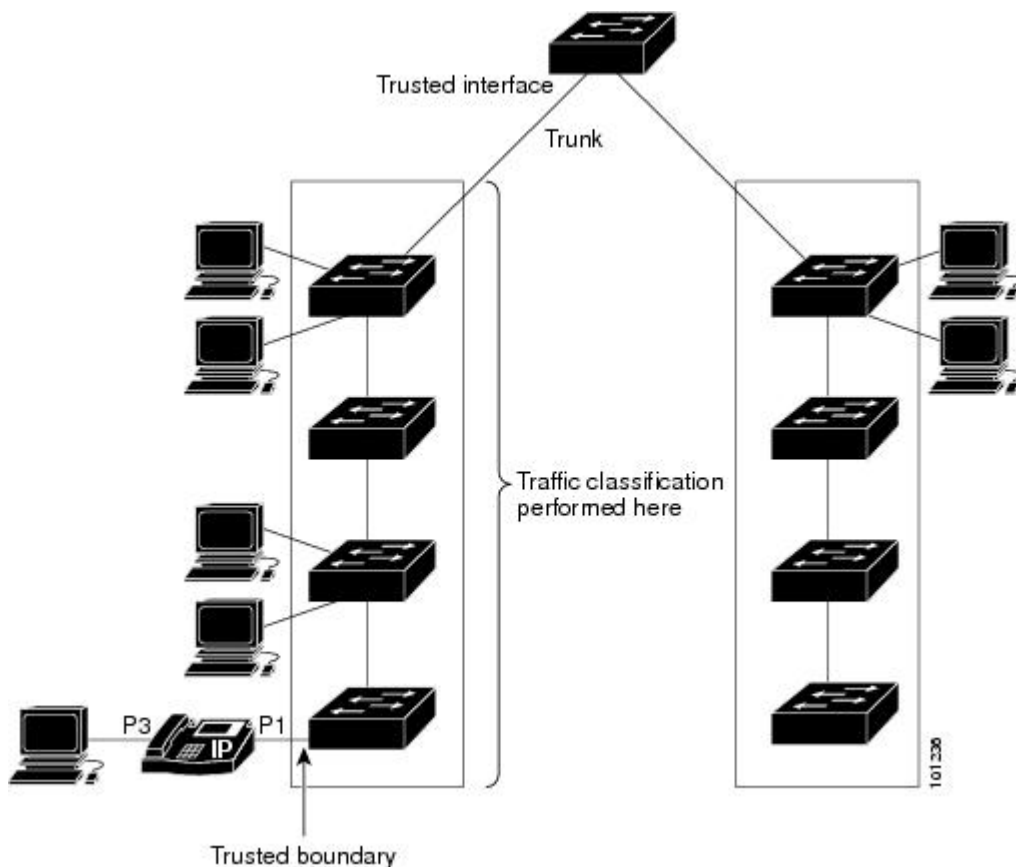 Trusted interface
Trunk
Traffic classification
performed here
P3
IP
P1
Trusted boundary
101236